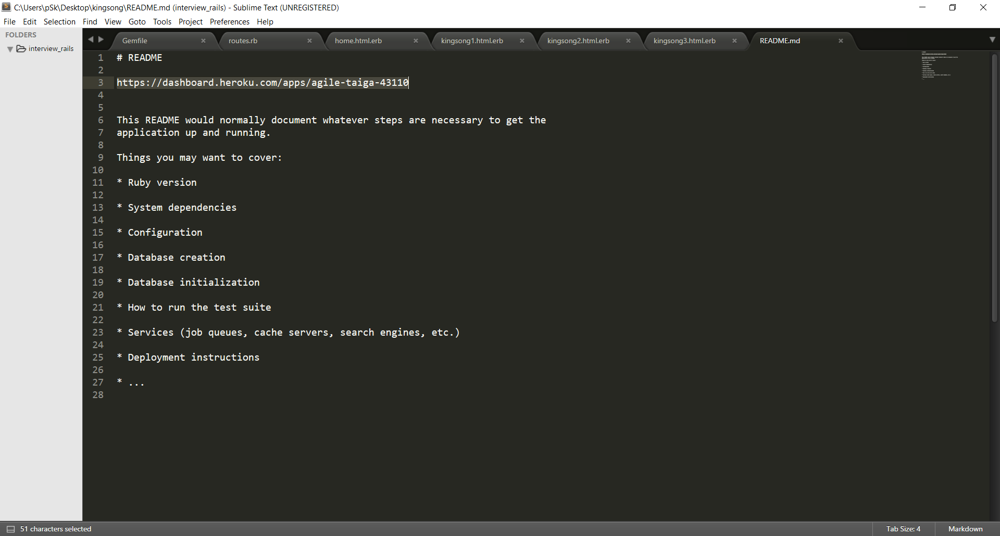 C:\Users\pSk\Desktop\kingsong\README.md (interview_rails) - Sublime Text (UNREGISTERED)
File Edit Selection Find View Goto Tools Project Preferences Help
FOLDERS
interview_rails
Gemfile routes.rb home.html.erb kingsong1.html.erb kingsong2.html.erb kingsong3.html.erb README.md
1 # README
2
3 https://dashboard.heroku.com/apps/agile-taiga-43110
4
5
6 This README would normally document whatever steps are necessary to get the
7 application up and running.
8
9 Things you may want to cover:
10
11 * Ruby version
12
13 * System dependencies
14
15 * Configuration
16
17 * Database creation
18
19 * Database initialization
20
21 * How to run the test suite
22
23 * Services (job queues, cache servers, search engines, etc.)
24
25 * Deployment instructions
26
27 * ...
28
51 characters selected Tab Size: 4 Markdown